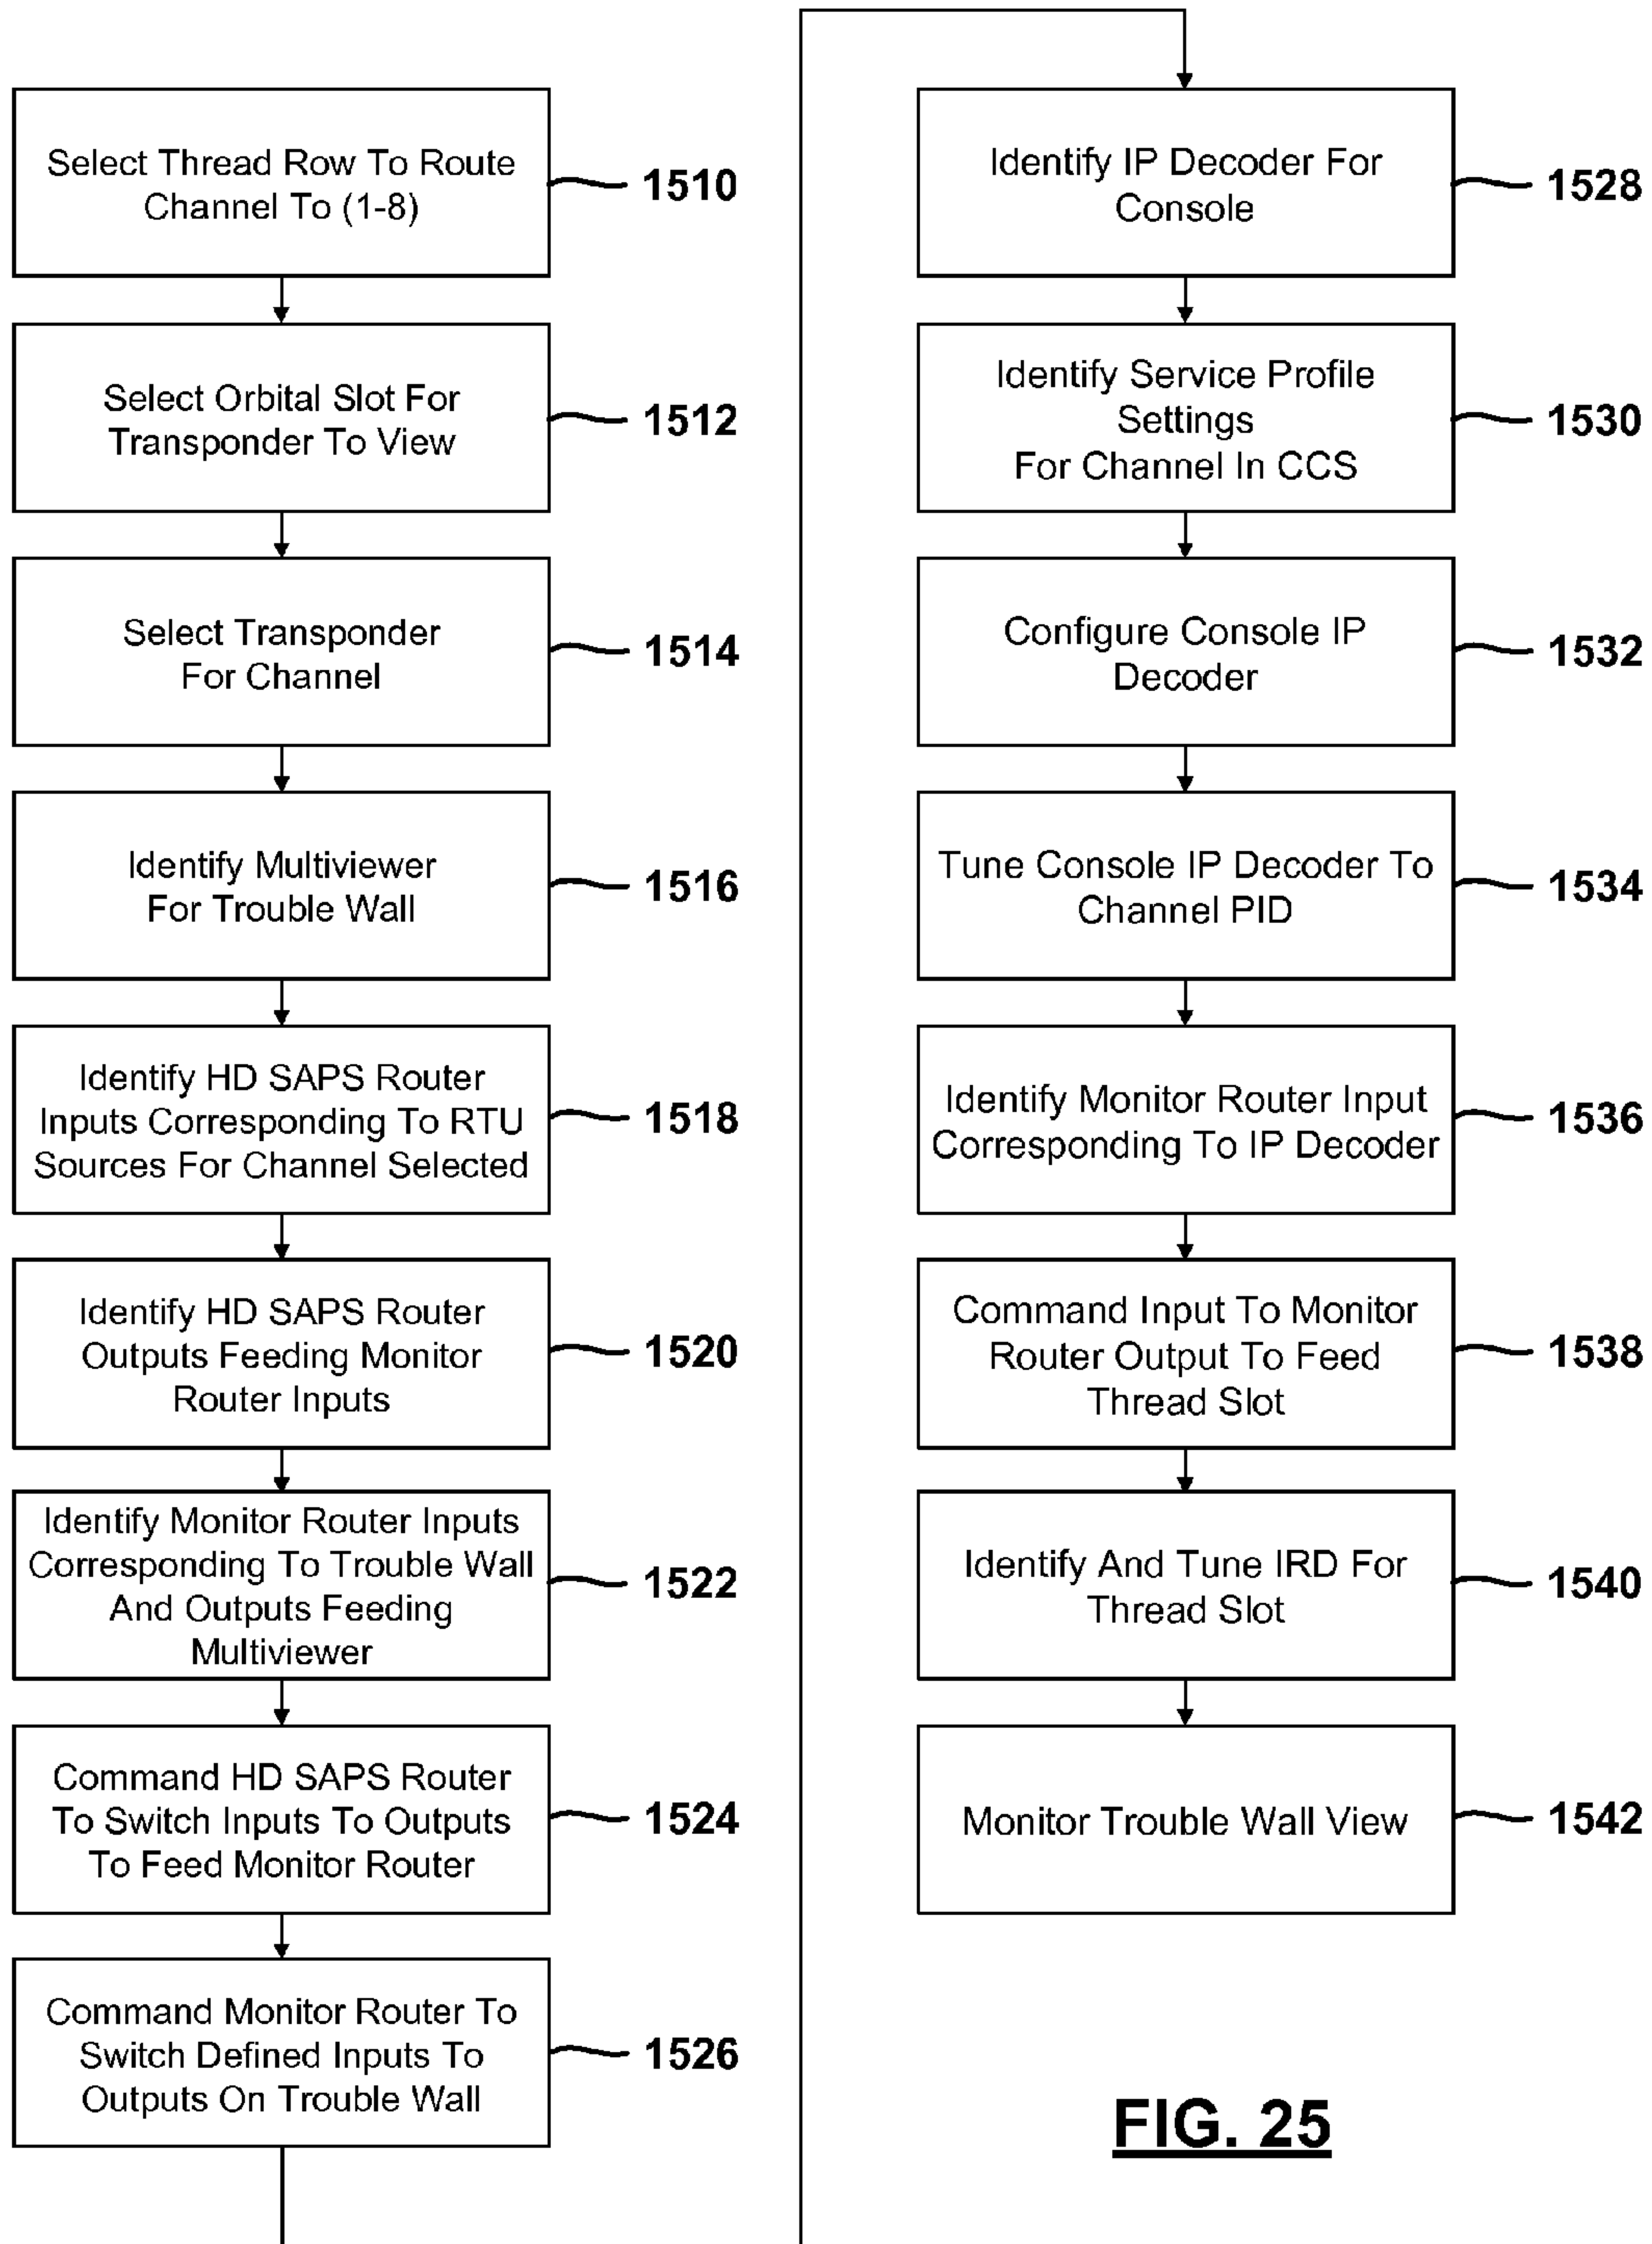 Select Thread Row To Route
Channel To (1-8)
1510
Select Orbital Slot For
Transponder To View
1512
Select Transponder
For Channel
1514
Identify Multiviewer
For Trouble Wall
1516
Identify HD SAPS Router
Inputs Corresponding To RTU
Sources For Channel Selected
1518
Identify HD SAPS Router
Outputs Feeding Monitor
Router Inputs
1520
Identify Monitor Router Inputs
Corresponding To Trouble Wall
And Outputs Feeding
Multiviewer
1522
Command HD SAPS Router
To Switch Inputs To Outputs
To Feed Monitor Router
1524
Command Monitor Router To
Switch Defined Inputs To
Outputs On Trouble Wall
1526
Identify IP Decoder For
Console
1528
Identify Service Profile
Settings
For Channel In CCS
1530
Configure Console IP
Decoder
1532
Tune Console IP Decoder To
Channel PID
1534
Identify Monitor Router Input
Corresponding To IP Decoder
1536
Command Input To Monitor
Router Output To Feed
Thread Slot
1538
Identify And Tune IRD For
Thread Slot
1540
Monitor Trouble Wall View
1542
FIG. 25